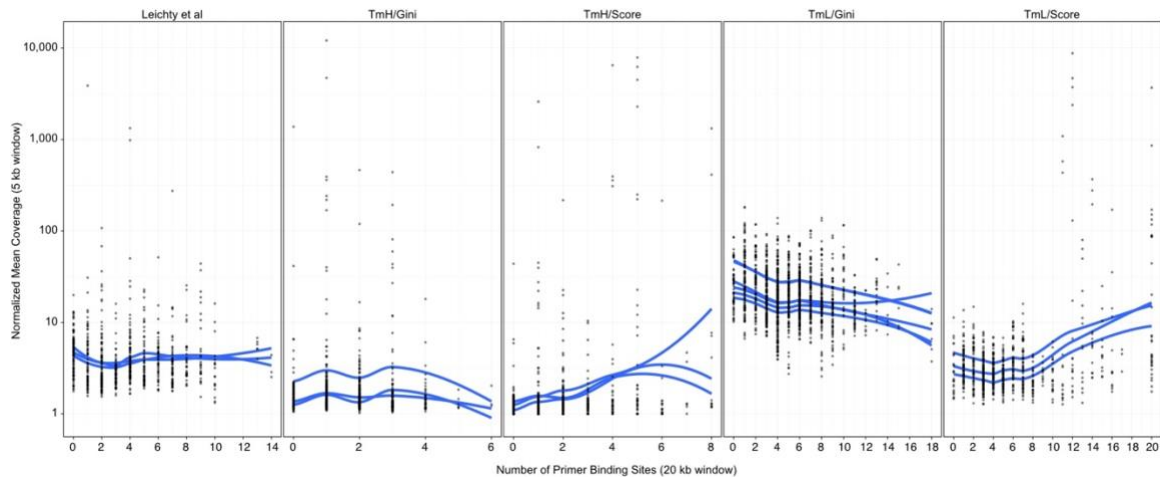 Leichty et al TmH/Gini TmH/Score TmL/Gini TmL/Score
Normalized Mean Coverage (5 kb window)
10,000
1,000
100
10
1
0 2 4 6 8 10 12 14 0 2 4 6 0 2 4 6 8 0 2 4 6 8 10 12 14 16 18 0 2 4 6 8 10 12 14 16 18 20
Number of Primer Binding Sites (20 kb window)